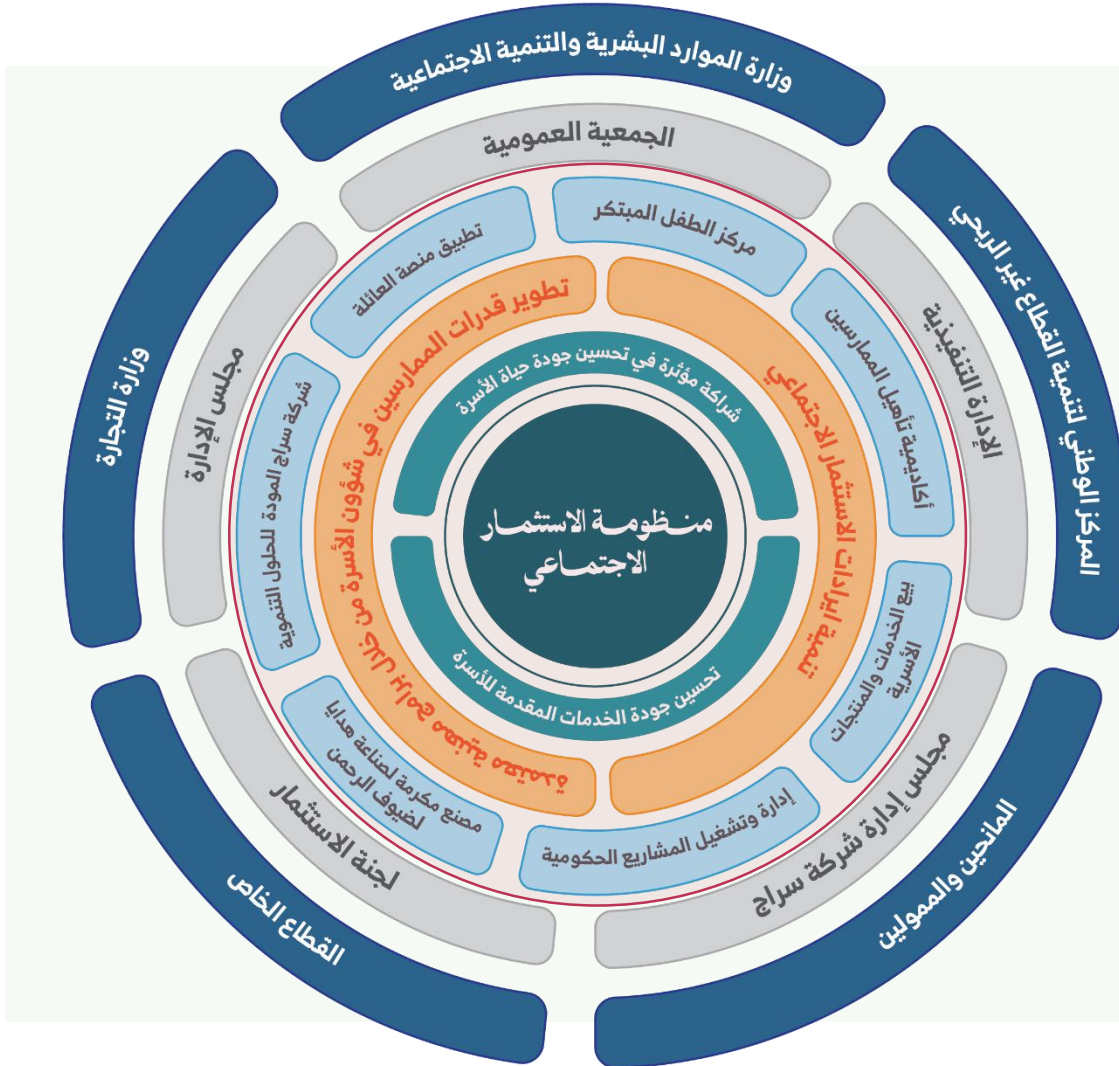 وزارة الموارد البشرية والتنمية الاجتماعية
المركز الوطني لتنمية القطاع غير الربحي
المانحين والممولين
القطاع الخاص
وزارة التجارة
الجمعية العمومية
الإدارة التنفيذية
مجلس إدارة شركة سراج
لجنة الاستثمار
مجلس الإدارة
مركز الطفل المبتكر
أكاديمية تأهيل الممارسين
بيع الخدمات والمنتجات
الأسرية
إدارة وتشغيل المشاريع الحكومية
مصنع مكرمة لصناعة هدايا
لضيوف الرحمن
شركة سراج المودة للحلول التنموية
تطبيق منصة العائلة
تنمية ايرادات الاستثمار الاجتماعي
تطوير قدرات الممارسين في شؤون الأسرة من خلال برامج مهنية معتمدة
شراكة مؤثرة في تحسين جودة حياة الأسرة
تحسين جودة الخدمات المقدمة للأسرة
منظومة الاستثمار
الاجتماعي